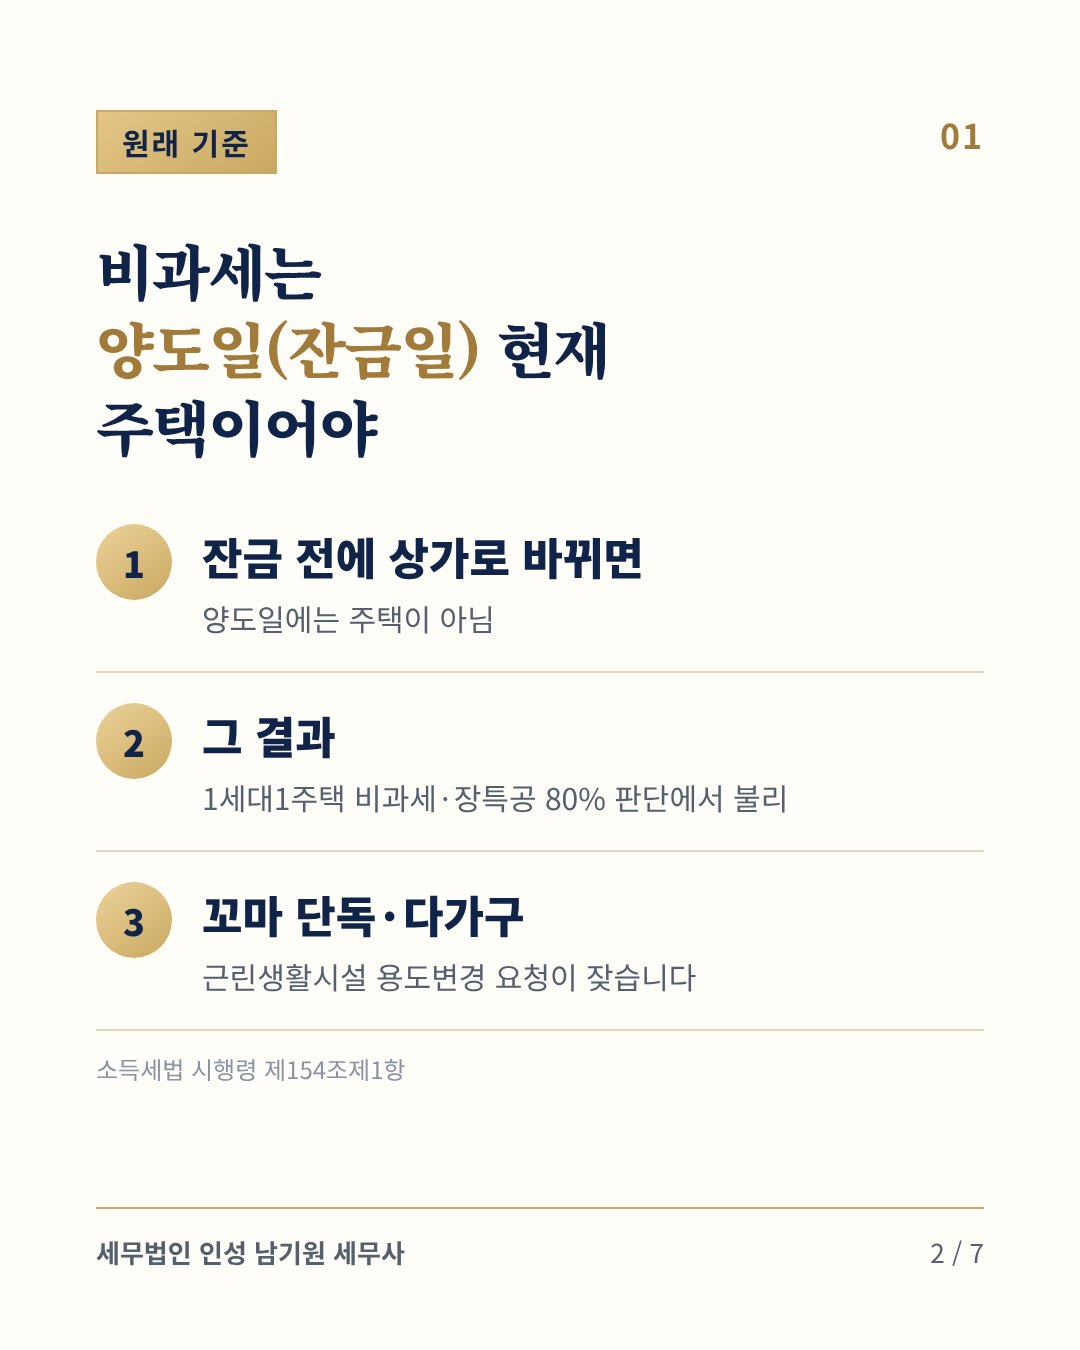 원래 기준
01
비과세는
양도일(잔금일) 현재
주택이어야
1
잔금 전에 상가로 바뀌면
양도일에는 주택이 아님
2
그 결과
1세대1주택 비과세·장특공 80% 판단에서 불리
3
꼬마 단독·다가구
근린생활시설 용도변경 요청이 잦습니다
소득세법 시행령 제154조제1항
세무법인 인성 남기원 세무사
2 / 7